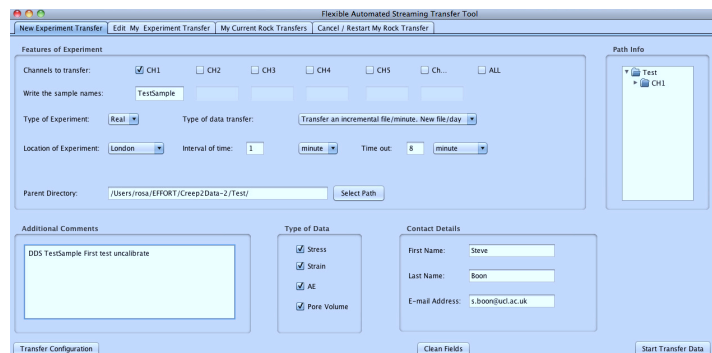 Flexible Automated Streaming Transfer Tool
New Experiment Transfer Edit My Experiment Transfer My Current Rock Transfers Cancel / Restart My Rock Transfer
Features of Experiment
Channels to transfer: CH1 CH2 CH3 CH4 CH5 Ch... ALL
Write the sample names: TestSample
Type of Experiment: Real Type of data transfer: Transfer an incremental file/minute. New file/day
Location of Experiment: London Interval of time: 1 minute Time out: 8 minute
Parent Directory: /Users/rosa/EFFORT/Creep2Data-2/Test/ Select Path
Path Info
Test
CH1
Additional Comments
DDS TestSample First test uncalibrate
Type of Data
Stress
Strain
AE
Pore Volume
Contact Details
First Name: Steve
Last Name: Boon
E-mail Address: s.boon@ucl.ac.uk
Transfer Configuration Clean Fields Start Transfer Data